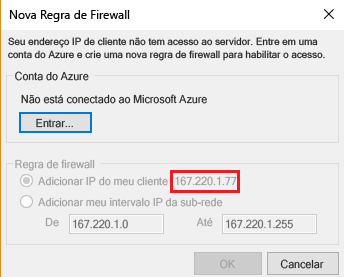 Nova Regra de Firewall
Seu endereço IP de cliente não tem acesso ao servidor. Entre em uma
conta do Azure e crie uma nova regra de firewall para habilitar o acesso.
Conta do Azure
Não está conectado ao Microsoft Azure
Entrar...
Regra de firewall
Adicionar IP do meu cliente 167.220.1.77
Adicionar meu intervalo IP da sub-rede
De 167.220.1.0 Até 167.220.1.255
OK Cancelar